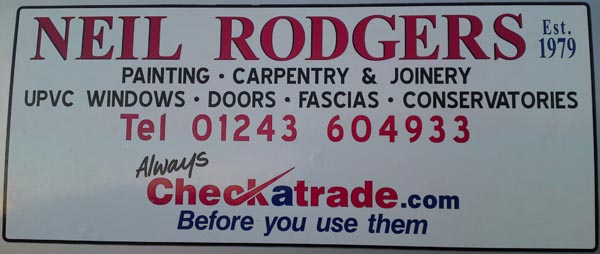 NEIL RODGERS Est. 1979
PAINTING · CARPENTRY & JOINERY
UPVC WINDOWS · DOORS · FASCIAS · CONSERVATORIES
Tel 01243 604933
Always
Checkatrade.com
Before you use them